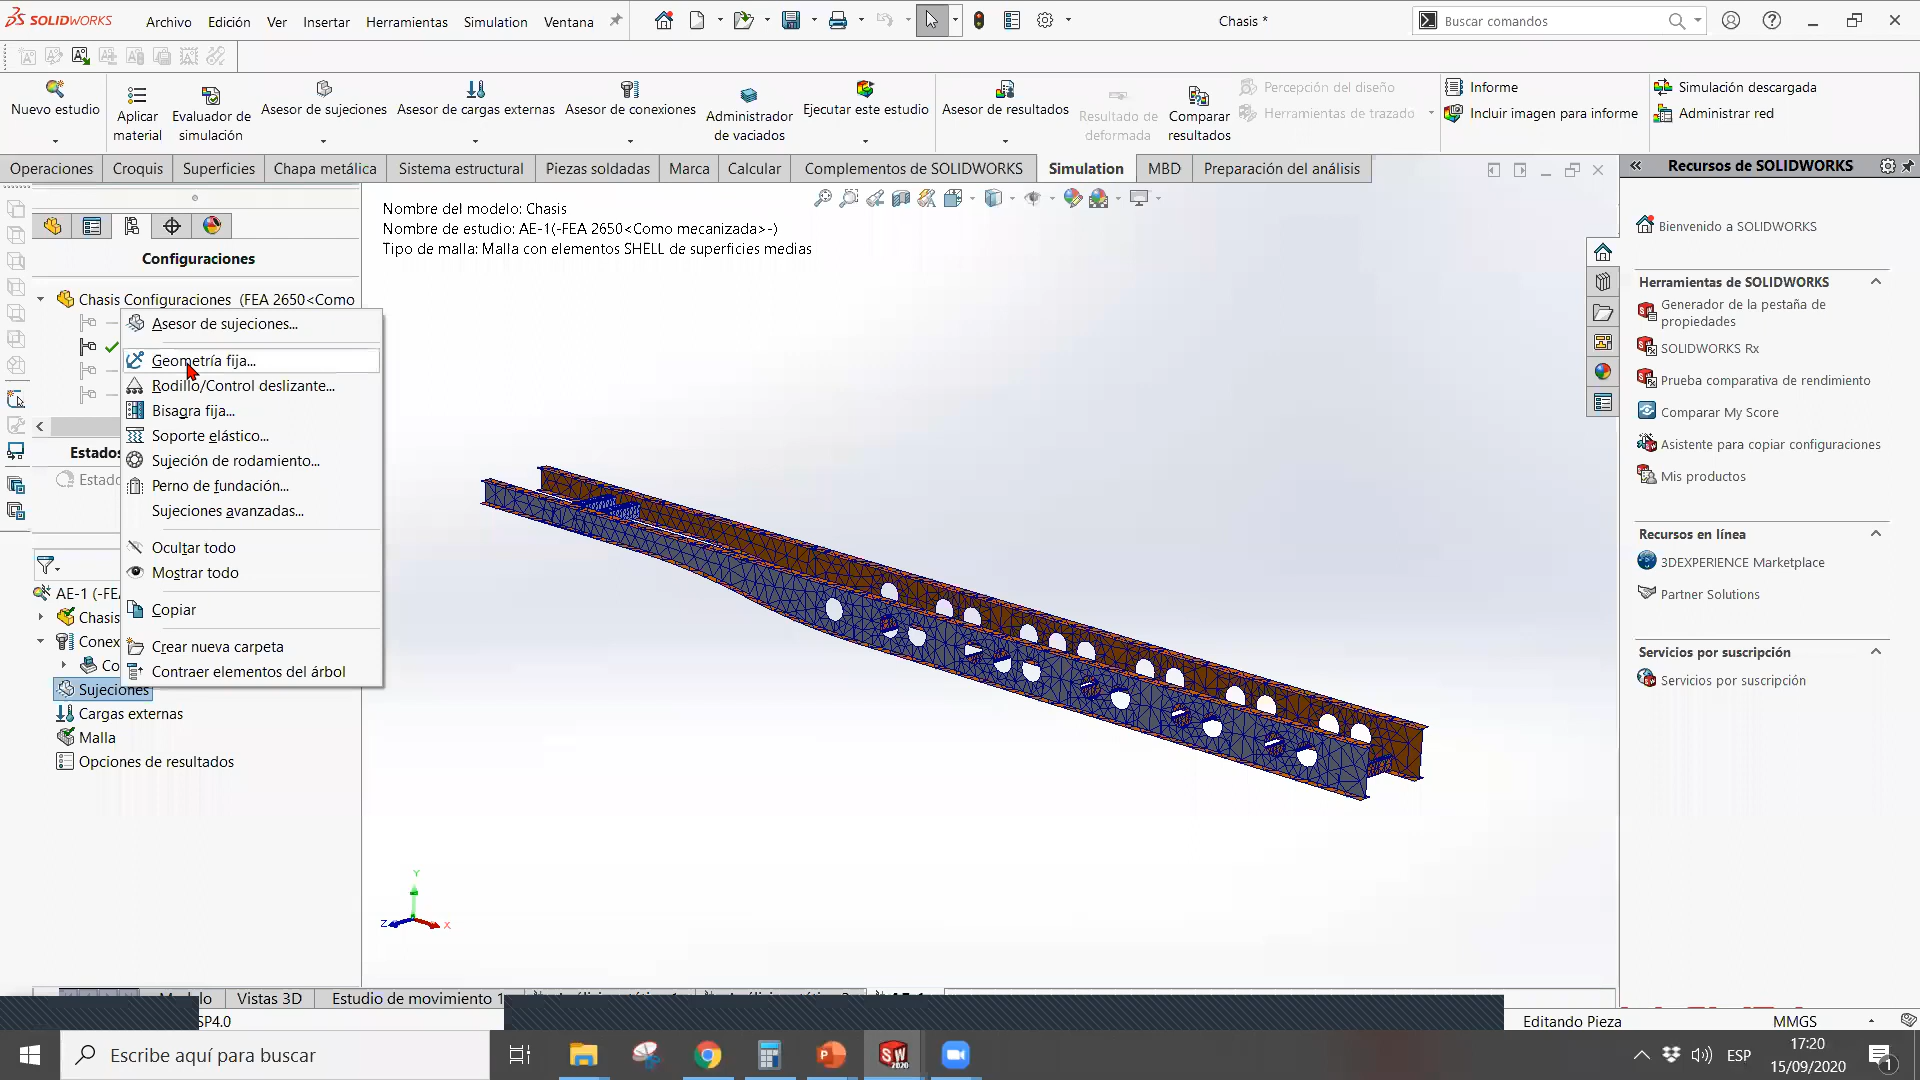 SOLIDWORKS
Archivo Edición Ver Insertar Herramientas Simulation Ventana
Chasis *
Buscar comandos
Nuevo estudio
Aplicar material
Evaluador de simulación
Asesor de sujeciones
Asesor de cargas externas
Asesor de conexiones
Administrador de vaciados
Ejecutar este estudio
Asesor de resultados
Resultado de deformada
Comparar resultados
Percepción del diseño
Herramientas de trazado
Informe
Incluir imagen para informe
Simulación descargada
Administrar red
Operaciones Croquis Superficies Chapa metálica Sistema estructural Piezas soldadas Marca Calcular Complementos de SOLIDWORKS Simulation MBD Preparación del análisis
Configuraciones
Chasis Configuraciones (FEA 2650<Como
Asesor de sujeciones...
Geometría fija...
Rodillo/Control deslizante...
Bisagra fija...
Soporte elástico...
Sujeción de rodamiento...
Perno de fundación...
Sujeciones avanzadas...
Ocultar todo
Mostrar todo
Copiar
Crear nueva carpeta
Contraer elementos del árbol
Estados
Estado
AE-1 (-FEA
Chasis
Conex
Co
Sujeciones
Cargas externas
Malla
Opciones de resultados
Nombre del modelo: Chasis
Nombre de estudio: AE-1(-FEA 2650<Como mecanizada>-)
Tipo de malla: Malla con elementos SHELL de superficies medias
Y
Z
X
Recursos de SOLIDWORKS
Bienvenido a SOLIDWORKS
Herramientas de SOLIDWORKS
Generador de la pestaña de
propiedades
SOLIDWORKS Rx
Prueba comparativa de rendimiento
Comparar My Score
Asistente para copiar configuraciones
Mis productos
Recursos en línea
3DEXPERIENCE Marketplace
Partner Solutions
Servicios por suscripción
Servicios por suscripción
Vistas 3D Estudio de movimiento 1
SP4.0
Editando Pieza
MMGS
Escribe aquí para buscar
SW
2020
ESP
17:20
15/09/2020
1